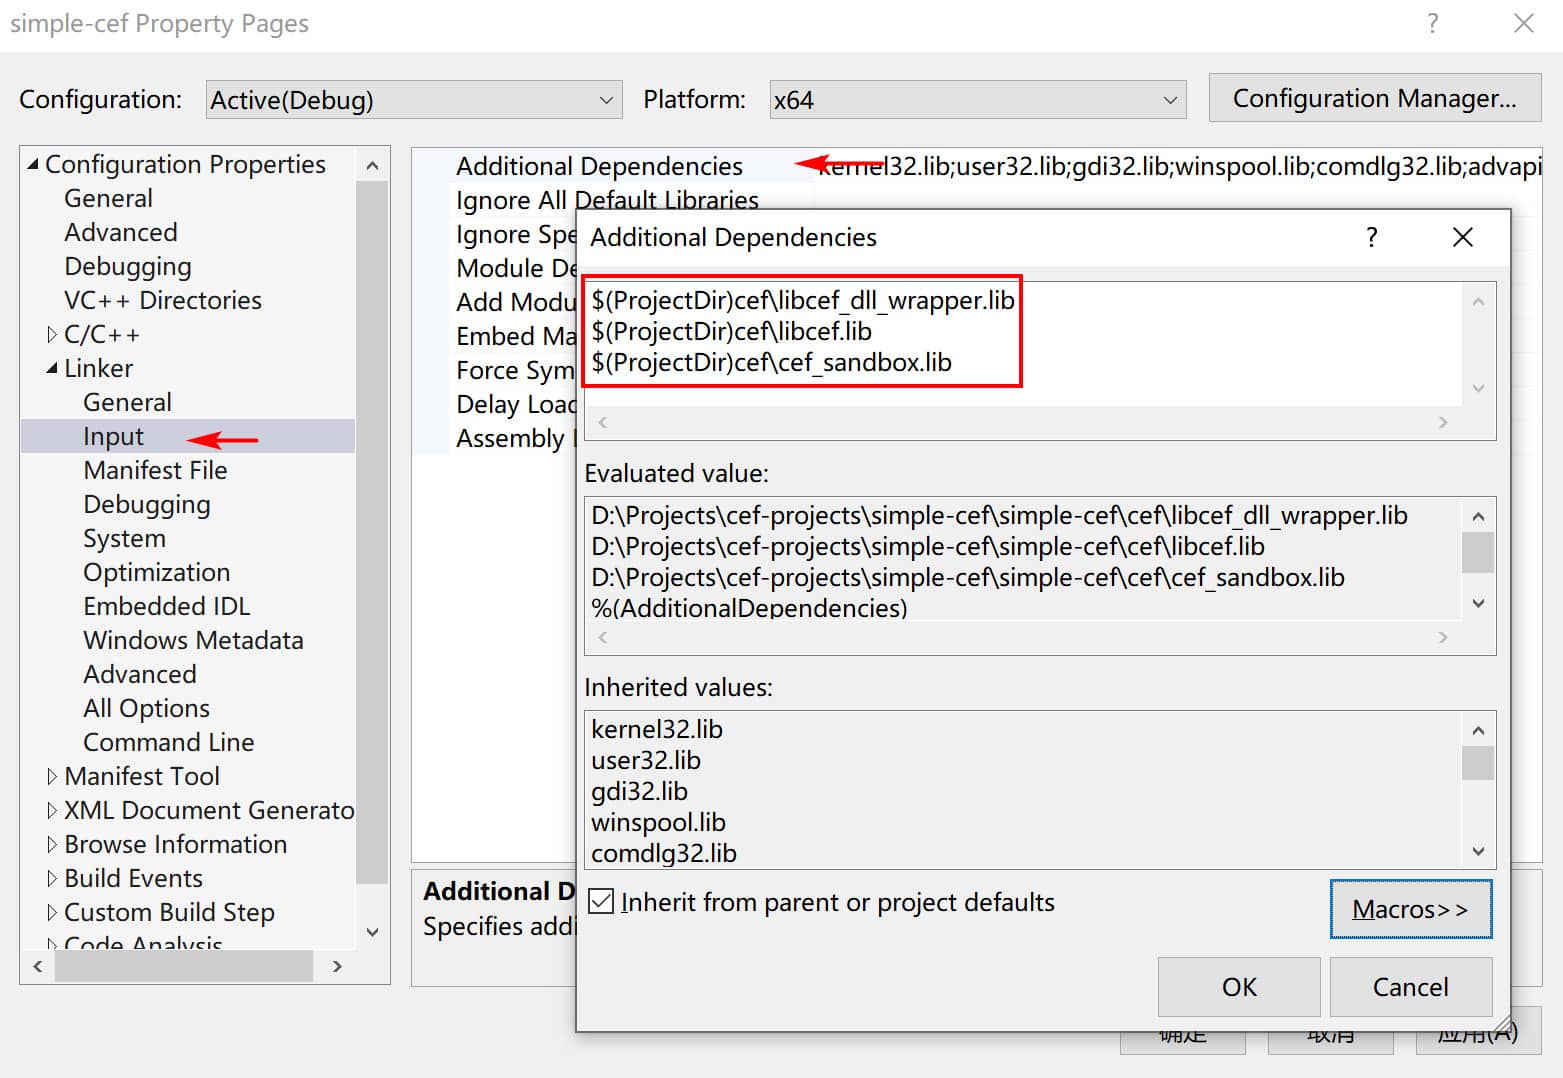 simple-cef Property Pages
Configuration: Active(Debug) Platform: x64 Configuration Manager...
Configuration Properties
General
Advanced
Debugging
VC++ Directories
C/C++
Linker
General
Input
Manifest File
Debugging
System
Optimization
Embedded IDL
Windows Metadata
Advanced
All Options
Command Line
Manifest Tool
XML Document Generato
Browse Information
Build Events
Custom Build Step
Code Analysis
Additional Dependencies kernel32.lib;user32.lib;gdi32.lib;winspool.lib;comdlg32.lib;advapi
Ignore All Default Libraries
Ignore Spe
Module De
Add Modu
Embed Ma
Force Sym
Delay Load
Assembly
Additional D
Specifies addi
Additional Dependencies
$(ProjectDir)cef\libcef_dll_wrapper.lib
$(ProjectDir)cef\libcef.lib
$(ProjectDir)cef\cef_sandbox.lib
Evaluated value:
D:\Projects\cef-projects\simple-cef\simple-cef\cef\libcef_dll_wrapper.lib
D:\Projects\cef-projects\simple-cef\simple-cef\cef\libcef.lib
D:\Projects\cef-projects\simple-cef\simple-cef\cef\cef_sandbox.lib
%(AdditionalDependencies)
Inherited values:
kernel32.lib
user32.lib
gdi32.lib
winspool.lib
comdlg32.lib
Inherit from parent or project defaults
Macros>>
OK Cancel
确定 取消 应用(A)